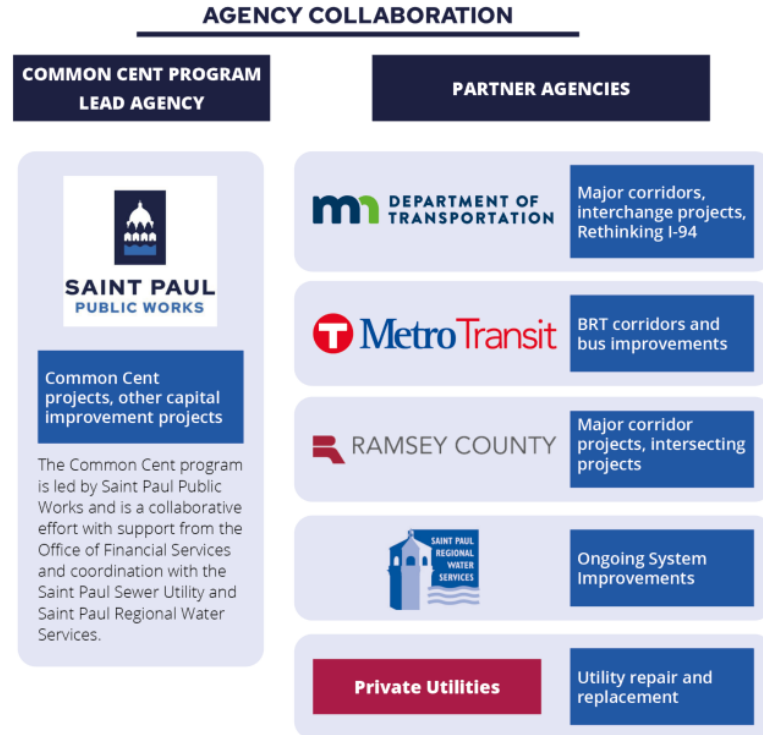 AGENCY COLLABORATION
COMMON CENT PROGRAM
LEAD AGENCY
PARTNER AGENCIES
SAINT PAUL
PUBLIC WORKS
Common Cent
projects, other capital
improvement projects
The Common Cent program
is led by Saint Paul Public
Works and is a collaborative
effort with support from the
Office of Financial Services
and coordination with the
Saint Paul Sewer Utility and
Saint Paul Regional Water
Services.
mn DEPARTMENT OF
TRANSPORTATION
Major corridors,
interchange projects,
Rethinking I-94
T MetroTransit
BRT corridors and
bus improvements
RAMSEY COUNTY
Major corridor
projects, intersecting
projects
SAINT PAUL
REGIONAL
WATER
SERVICES
Ongoing System
Improvements
Private Utilities
Utility repair and
replacement